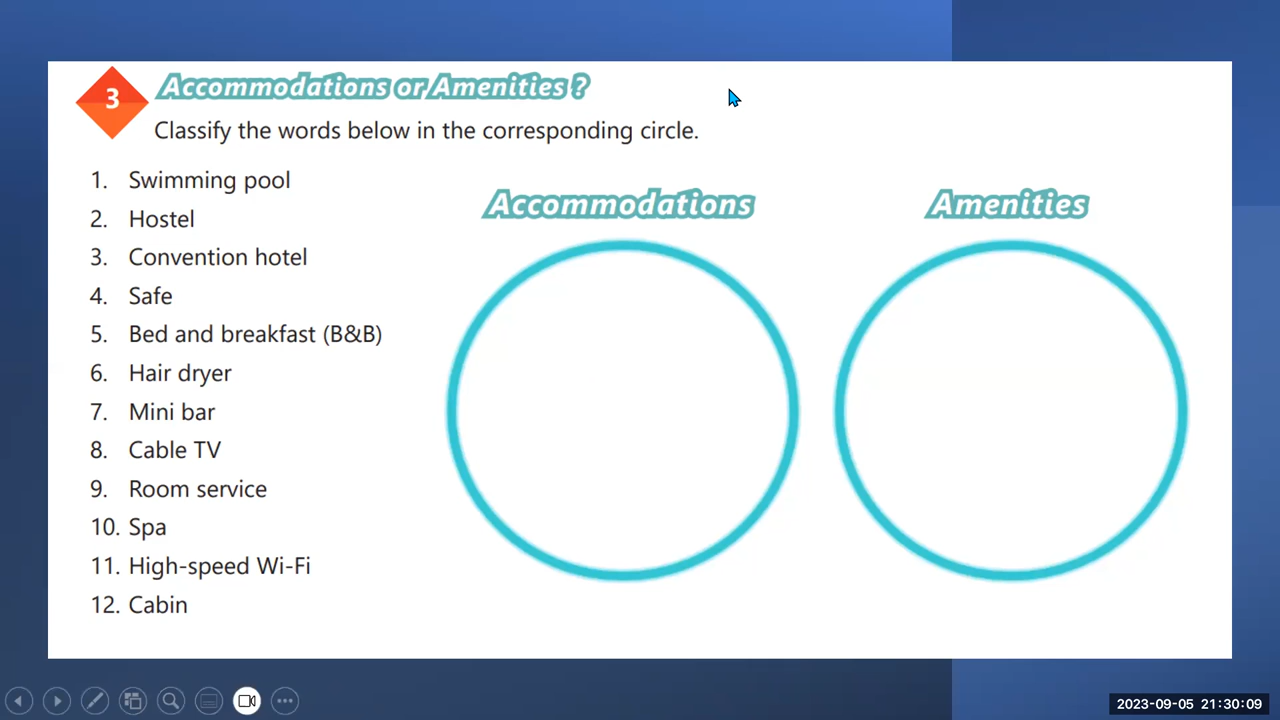 3
Accommodations or Amenities ?
Classify the words below in the corresponding circle.
1. Swimming pool
2. Hostel
3. Convention hotel
4. Safe
5. Bed and breakfast (B&B)
6. Hair dryer
7. Mini bar
8. Cable TV
9. Room service
10. Spa
11. High-speed Wi-Fi
12. Cabin
Accommodations
Amenities
2023-09-05 21:30:09